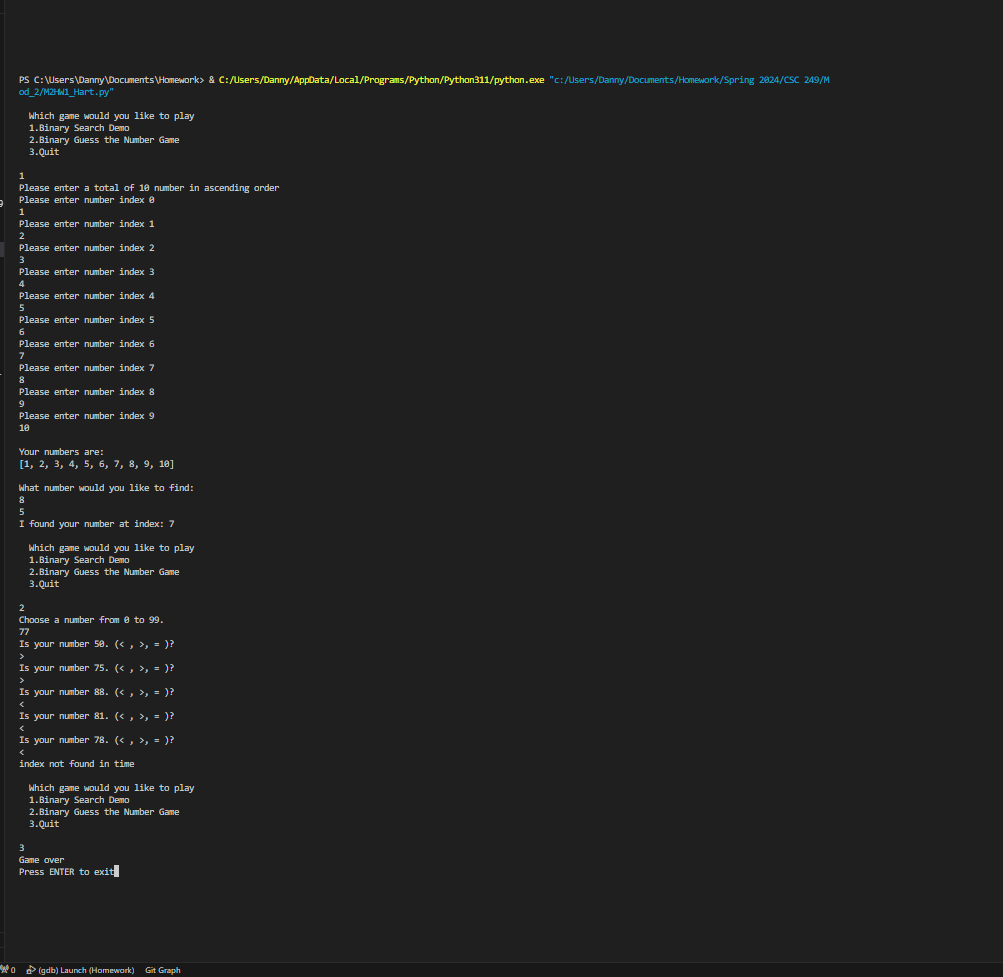 PS C:\Users\Danny\Documents\Homework> & C:/Users/Danny/AppData/Local/Programs/Python/Python311/python.exe "c:/Users/Danny/Documents/Homework/Spring 2024/CSC 249/M
od_2/M2HW1_Hart.py"
Which game would you like to play
1.Binary Search Demo
2.Binary Guess the Number Game
3.Quit
1
Please enter a total of 10 number in ascending order
Please enter number index 0
1
Please enter number index 1
2
Please enter number index 2
3
Please enter number index 3
4
Please enter number index 4
5
Please enter number index 5
6
Please enter number index 6
7
Please enter number index 7
8
Please enter number index 8
9
Please enter number index 9
10
Your numbers are:
[1, 2, 3, 4, 5, 6, 7, 8, 9, 10]
What number would you like to find:
8
5
I found your number at index: 7
Which game would you like to play
1.Binary Search Demo
2.Binary Guess the Number Game
3.Quit
2
Choose a number from 0 to 99.
77
Is your number 50. (< , >, = )?
>
Is your number 75. (< , >, = )?
>
Is your number 88. (< , >, = )?
<
Is your number 81. (< , >, = )?
<
Is your number 78. (< , >, = )?
<
index not found in time
Which game would you like to play
1.Binary Search Demo
2.Binary Guess the Number Game
3.Quit
3
Game over
Press ENTER to exit
0 (gdb) Launch (Homework) Git Graph